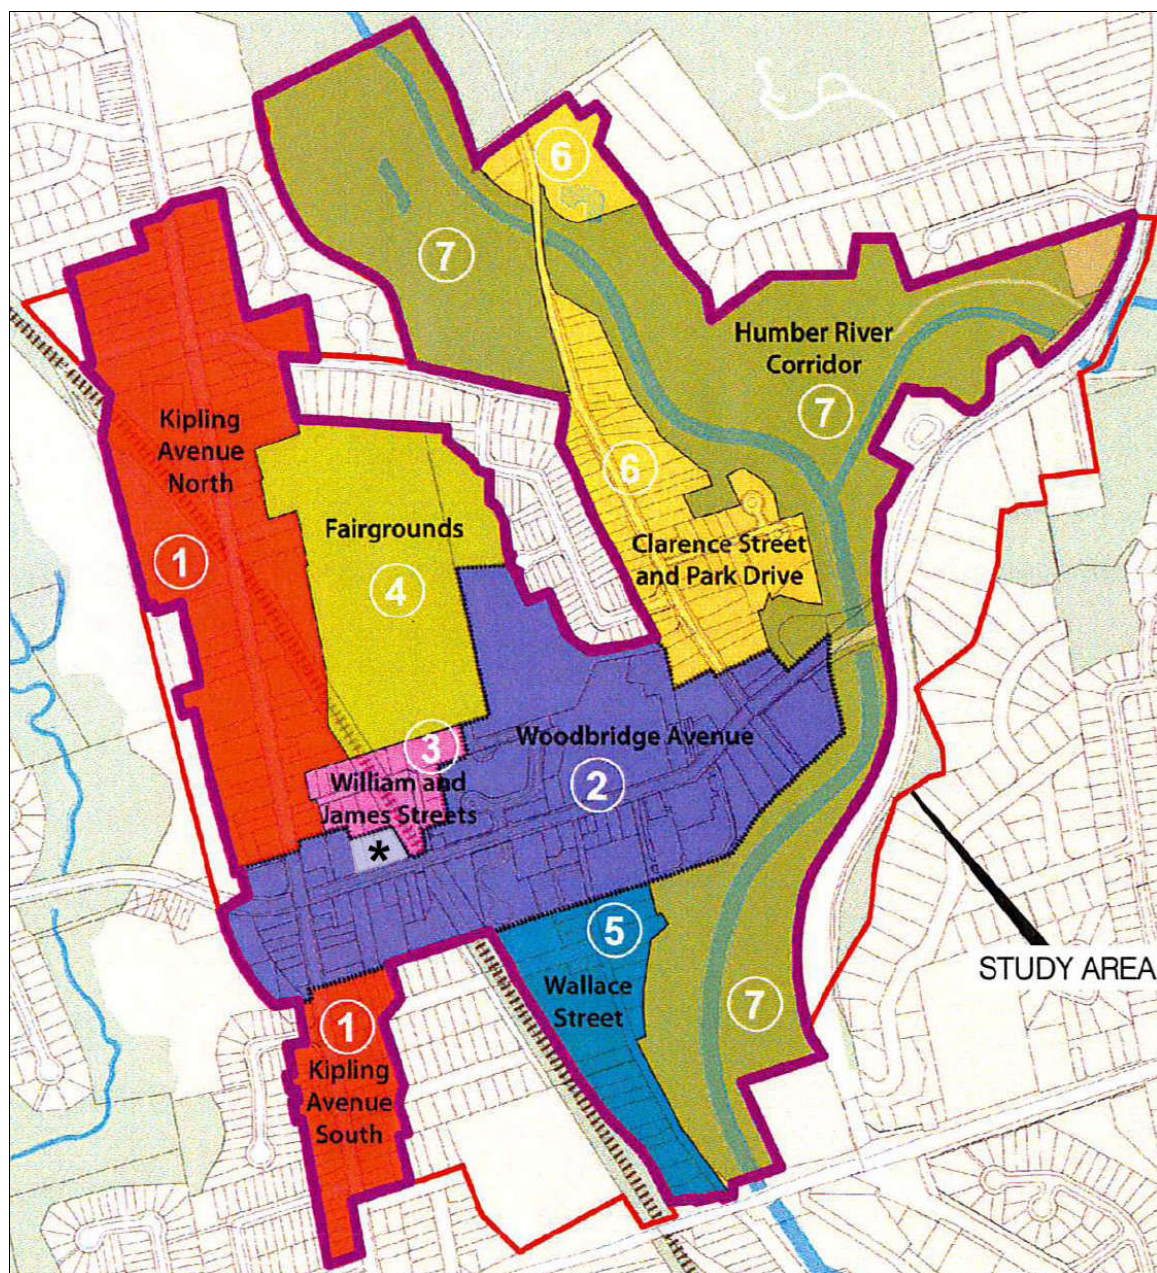 6
7
Humber River
Corridor
7
Kipling
Avenue
North
1
6
Fairgrounds
4
Clarence Street
and Park Drive
3
Woodbridge Avenue
2
William and
James Streets
*
5
STUDY AREA
Wallace
Street
7
1
Kipling
Avenue
South